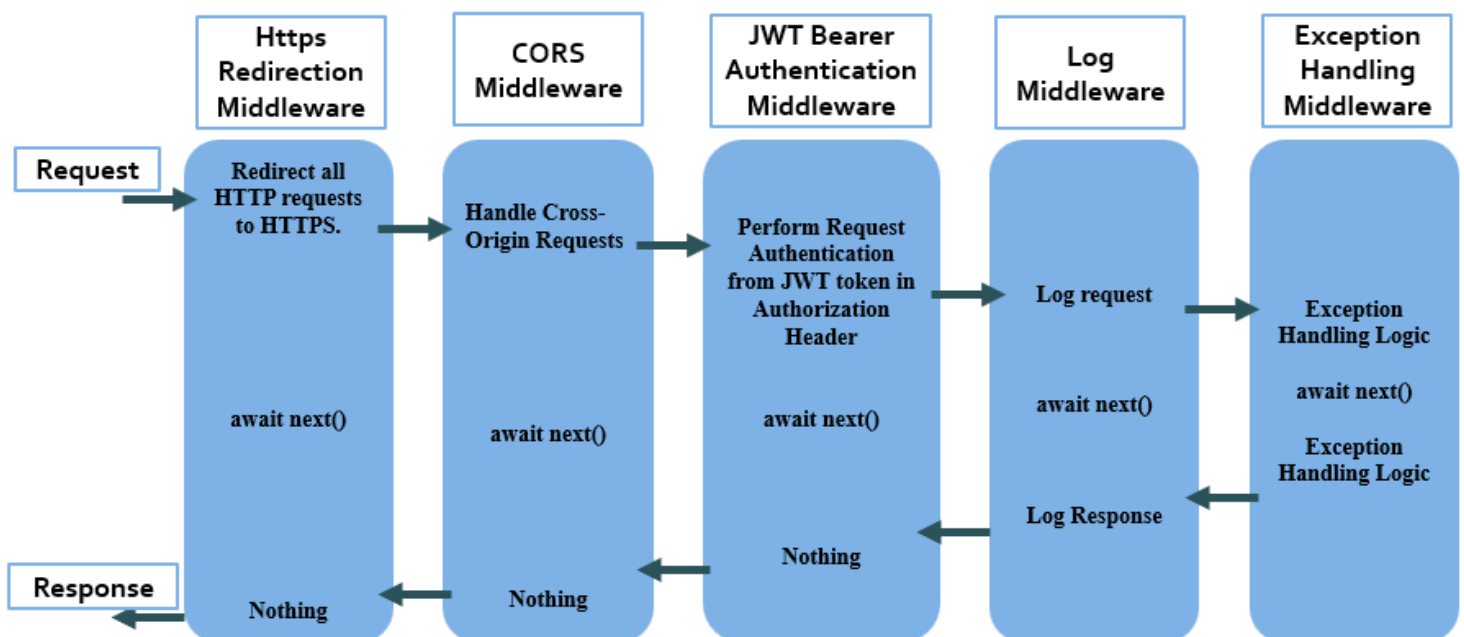 Https
Redirection
Middleware
CORS
Middleware
JWT Bearer
Authentication
Middleware
Log
Middleware
Exception
Handling
Middleware
Request
Redirect all
HTTP requests
to HTTPS.
await next()
Nothing
Handle Cross-
Origin Requests
await next()
Nothing
Perform Request
Authentication
from JWT token in
Authorization
Header
await next()
Nothing
Log request
await next()
Log Response
Exception
Handling Logic
await next()
Exception
Handling Logic
Response